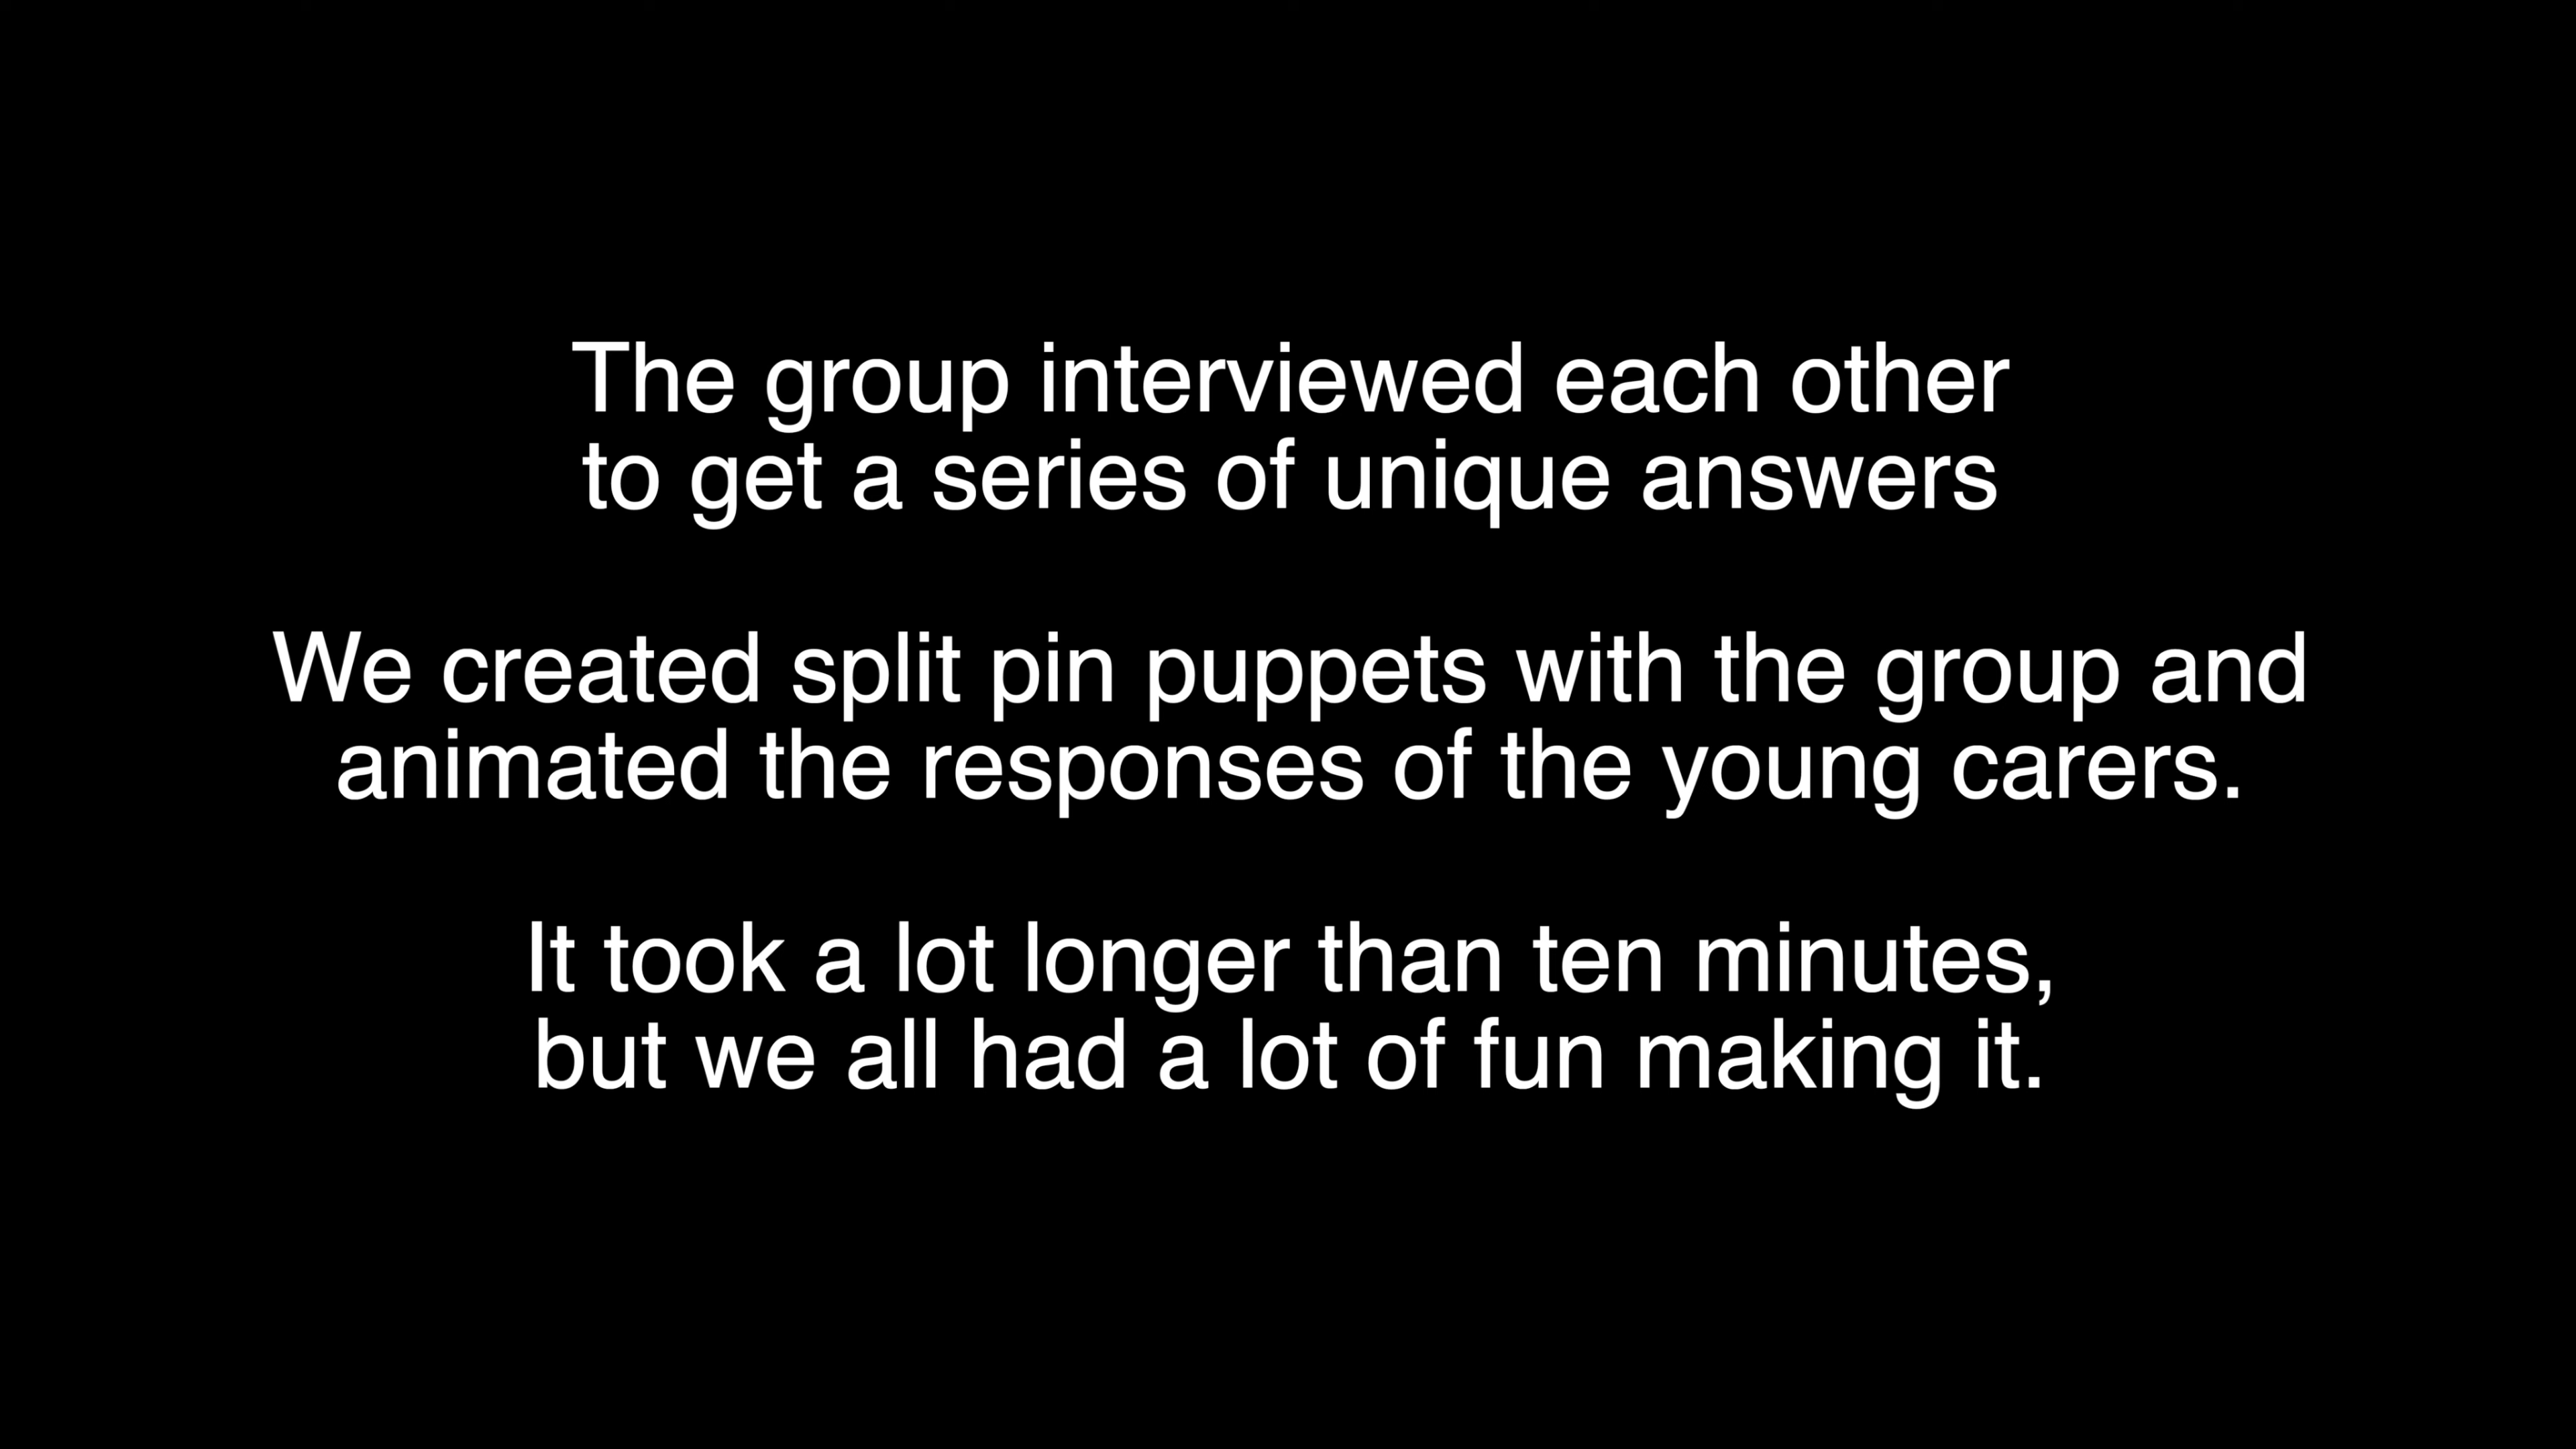 The group interviewed each other
to get a series of unique answers
We created split pin puppets with the group and
animated the responses of the young carers.
It took a lot longer than ten minutes,
but we all had a lot of fun making it.